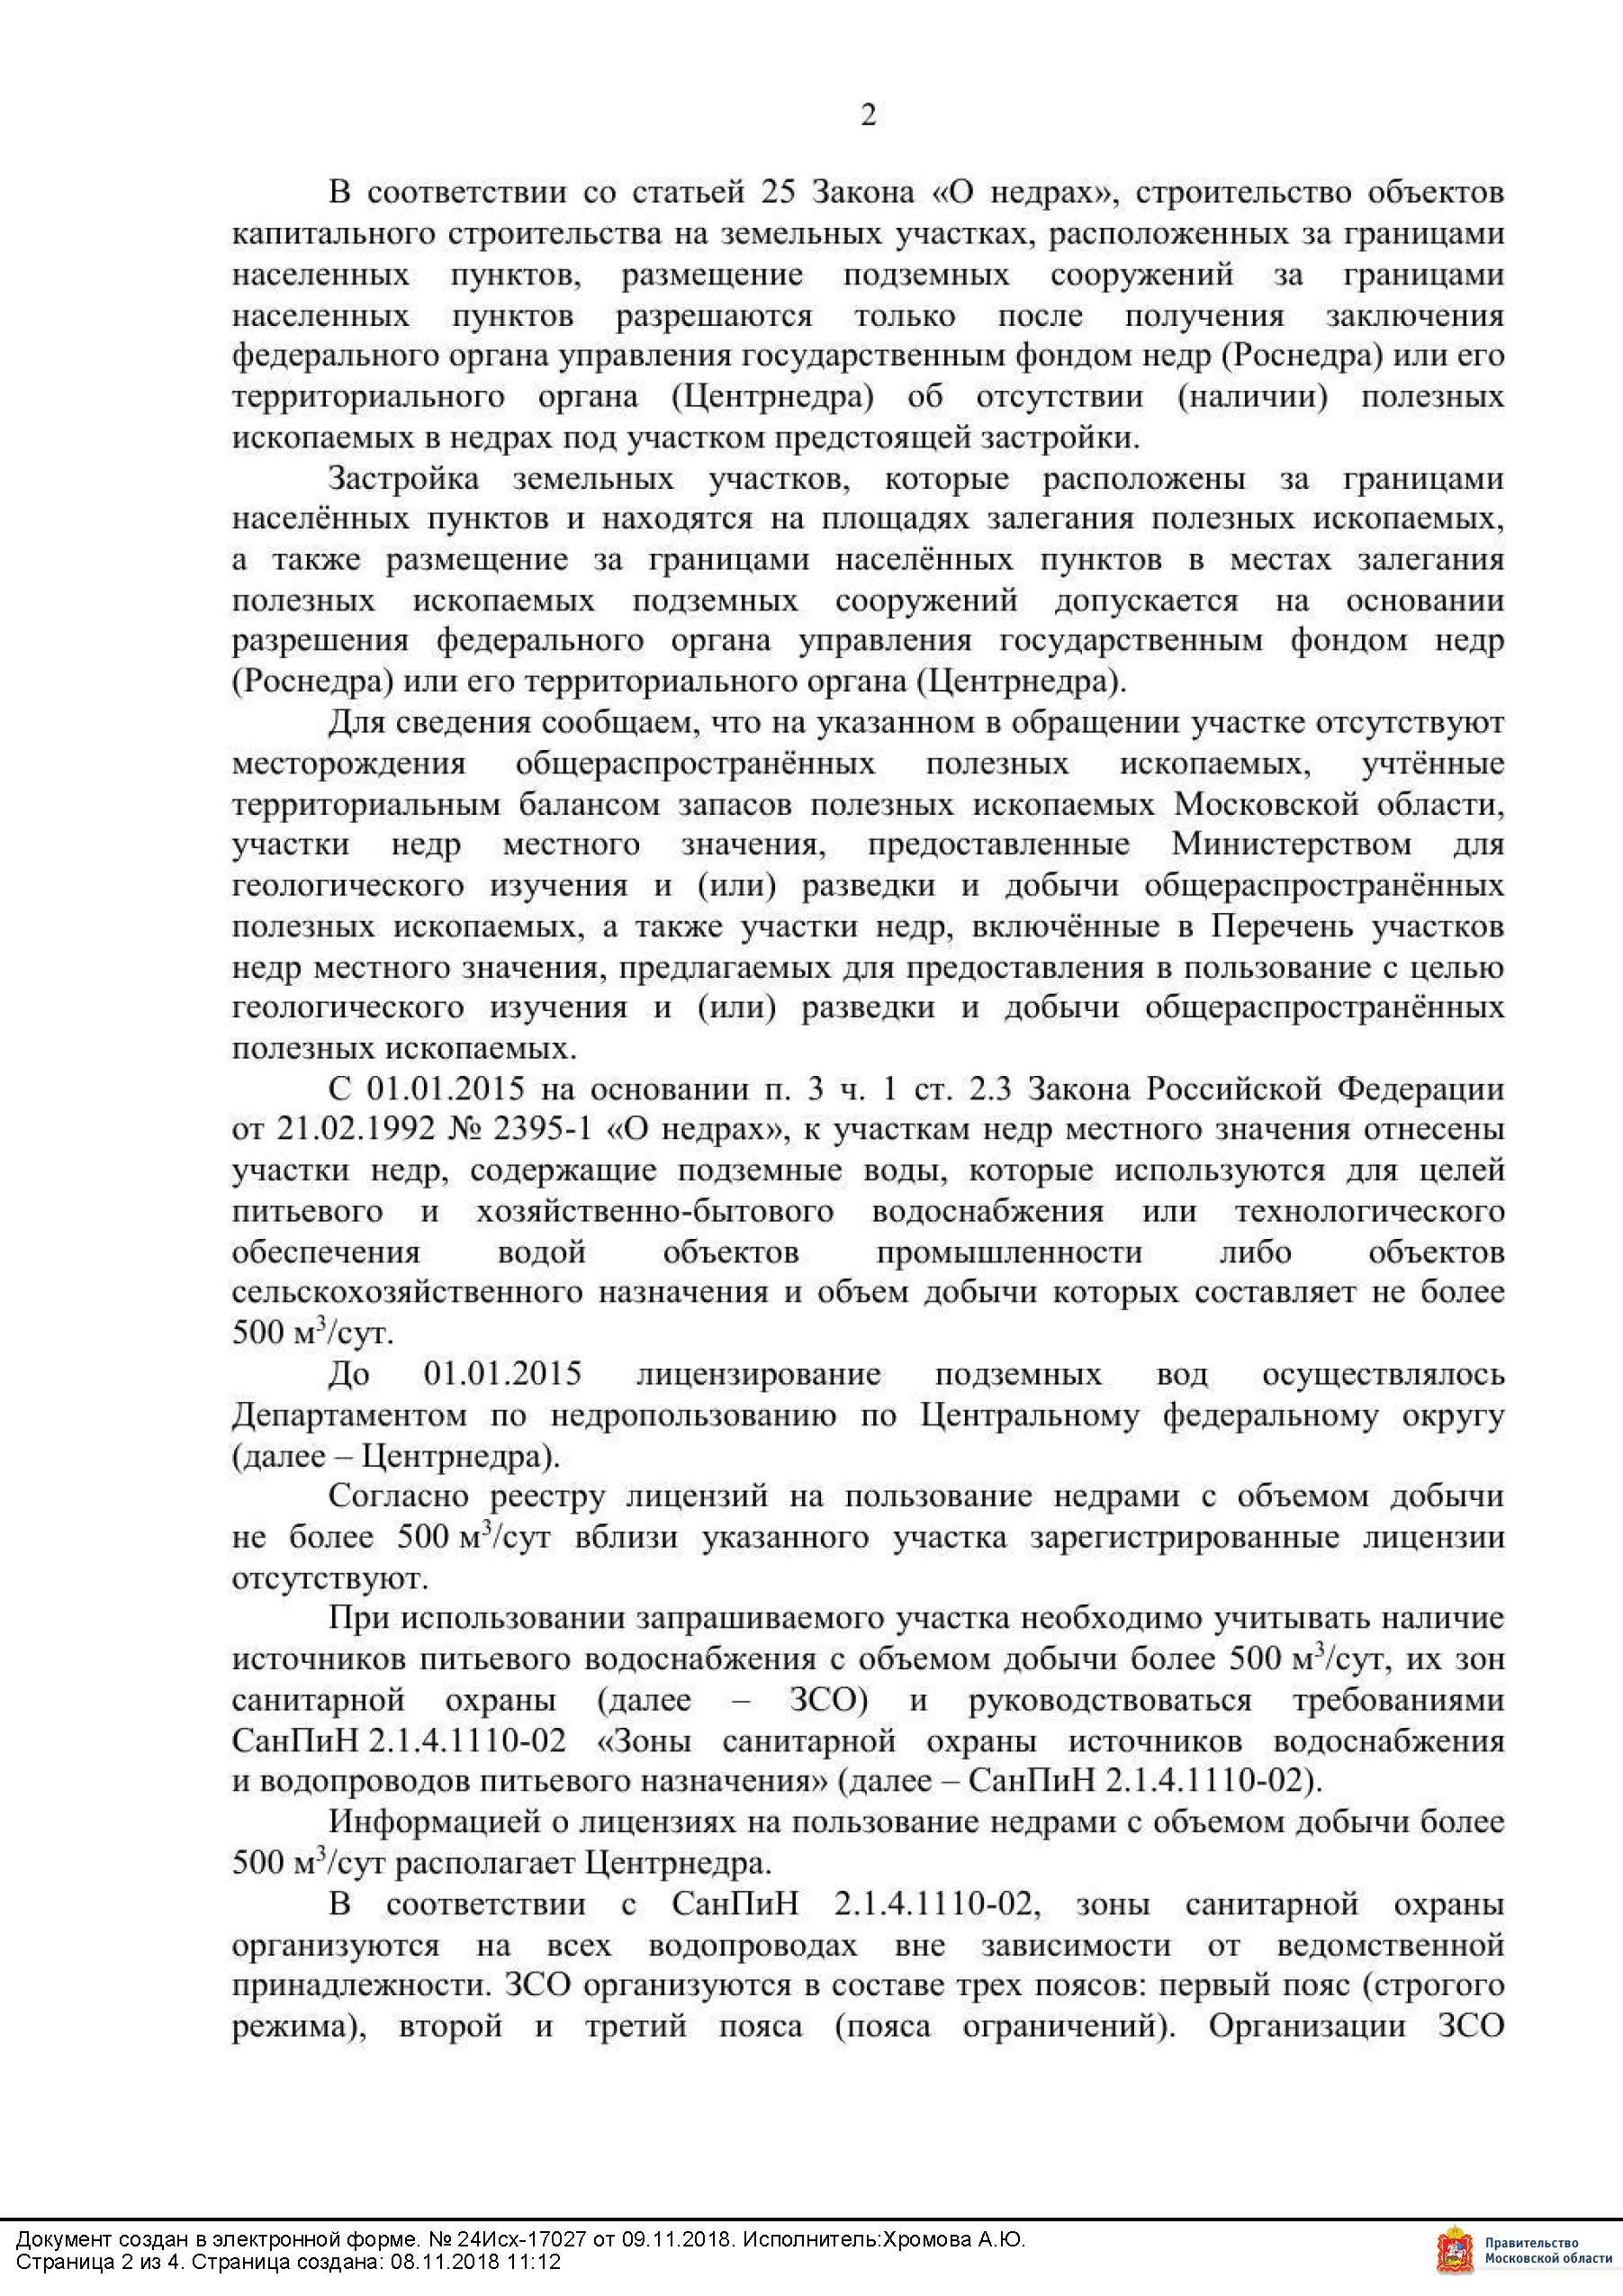 2
В соответствии со статьей 25 Закона «О недрах», строительство объектов
капитального строительства на земельных участках, расположенных за границами
населенных пунктов, размещение подземных сооружений за границами
населенных пунктов разрешаются только после получения заключения
федерального органа управления государственным фондом недр (Роснедра) или его
территориального органа (Центрнедра) об отсутствии (наличии) полезных
ископаемых в недрах под участком предстоящей застройки.
Застройка земельных участков, которые расположены за границами
населённых пунктов и находятся на площадях залегания полезных ископаемых,
а также размещение за границами населённых пунктов в местах залегания
полезных ископаемых подземных сооружений допускается на основании
разрешения федерального органа управления государственным фондом недр
(Роснедра) или его территориального органа (Центрнедра).
Для сведения сообщаем, что на указанном в обращении участке отсутствуют
месторождения общераспространённых полезных ископаемых, учтённые
территориальным балансом запасов полезных ископаемых Московской области,
участки недр местного значения, предоставленные Министерством для
геологического изучения и (или) разведки и добычи общераспространённых
полезных ископаемых, а также участки недр, включённые в Перечень участков
недр местного значения, предлагаемых для предоставления в пользование с целью
геологического изучения и (или) разведки и добычи общераспространённых
полезных ископаемых.
С 01.01.2015 на основании п. 3 ч. 1 ст. 2.3 Закона Российской Федерации
от 21.02.1992 № 2395-1 «О недрах», к участкам недр местного значения отнесены
участки недр, содержащие подземные воды, которые используются для целей
питьевого и хозяйственно-бытового водоснабжения или технологического
обеспечения водой объектов промышленности либо объектов
сельскохозяйственного назначения и объем добычи которых составляет не более
500 м³/сут.
До 01.01.2015 лицензирование подземных вод осуществлялось
Департаментом по недропользованию по Центральному федеральному округу
(далее – Центрнедра).
Согласно реестру лицензий на пользование недрами с объемом добычи
не более 500 м³/сут вблизи указанного участка зарегистрированные лицензии
отсутствуют.
При использовании запрашиваемого участка необходимо учитывать наличие
источников питьевого водоснабжения с объемом добычи более 500 м³/сут, их зон
санитарной охраны (далее – ЗСО) и руководствоваться требованиями
СанПиН 2.1.4.1110-02 «Зоны санитарной охраны источников водоснабжения
и водопроводов питьевого назначения» (далее – СанПиН 2.1.4.1110-02).
Информацией о лицензиях на пользование недрами с объемом добычи более
500 м³/сут располагает Центрнедра.
В соответствии с СанПиН 2.1.4.1110-02, зоны санитарной охраны
организуются на всех водопроводах вне зависимости от ведомственной
принадлежности. ЗСО организуются в составе трех поясов: первый пояс (строгого
режима), второй и третий пояса (пояса ограничений). Организации ЗСО
Документ создан в электронной форме. № 24Исх-17027 от 09.11.2018. Исполнитель:Хромова А.Ю.
Страница 2 из 4. Страница создана: 08.11.2018 11:12
Правительство
Московской области